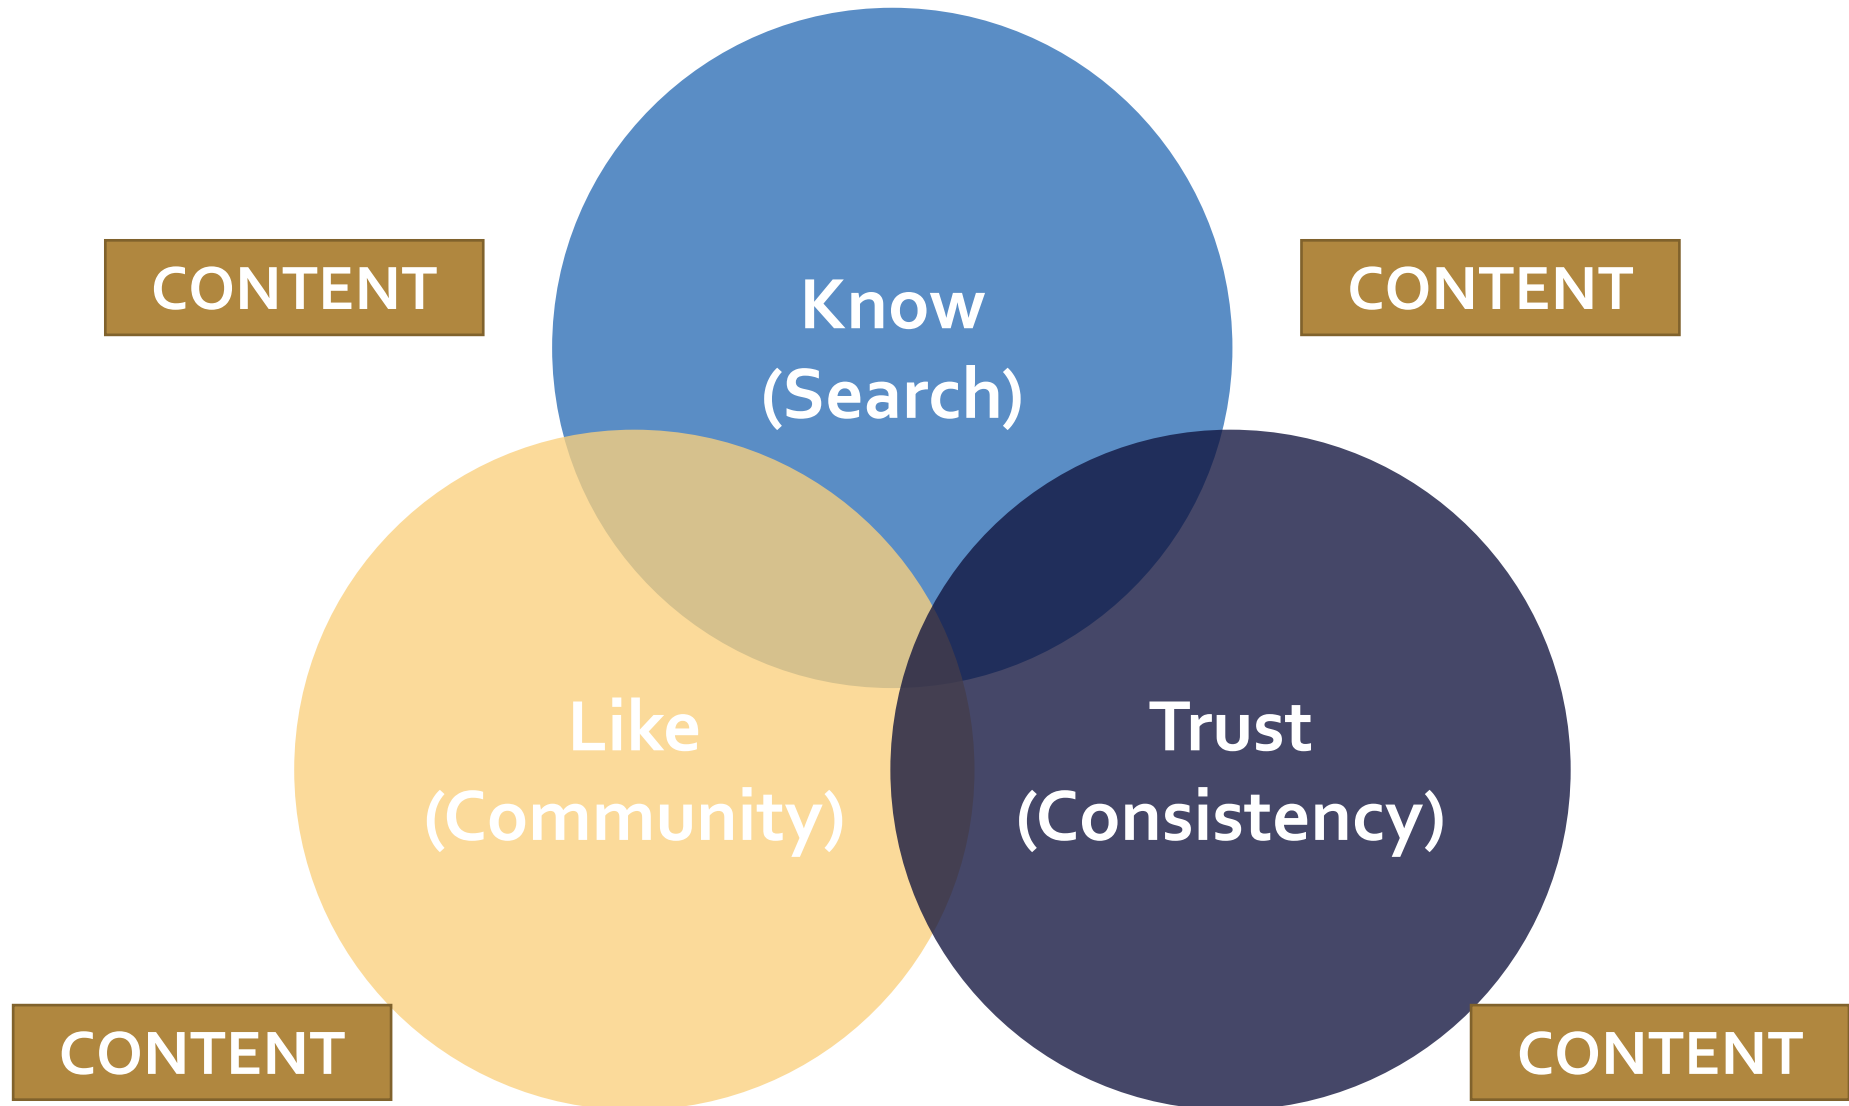 CONTENT
CONTENT
Know
(Search)
Like
(Community)
Trust
(Consistency)
CONTENT
CONTENT